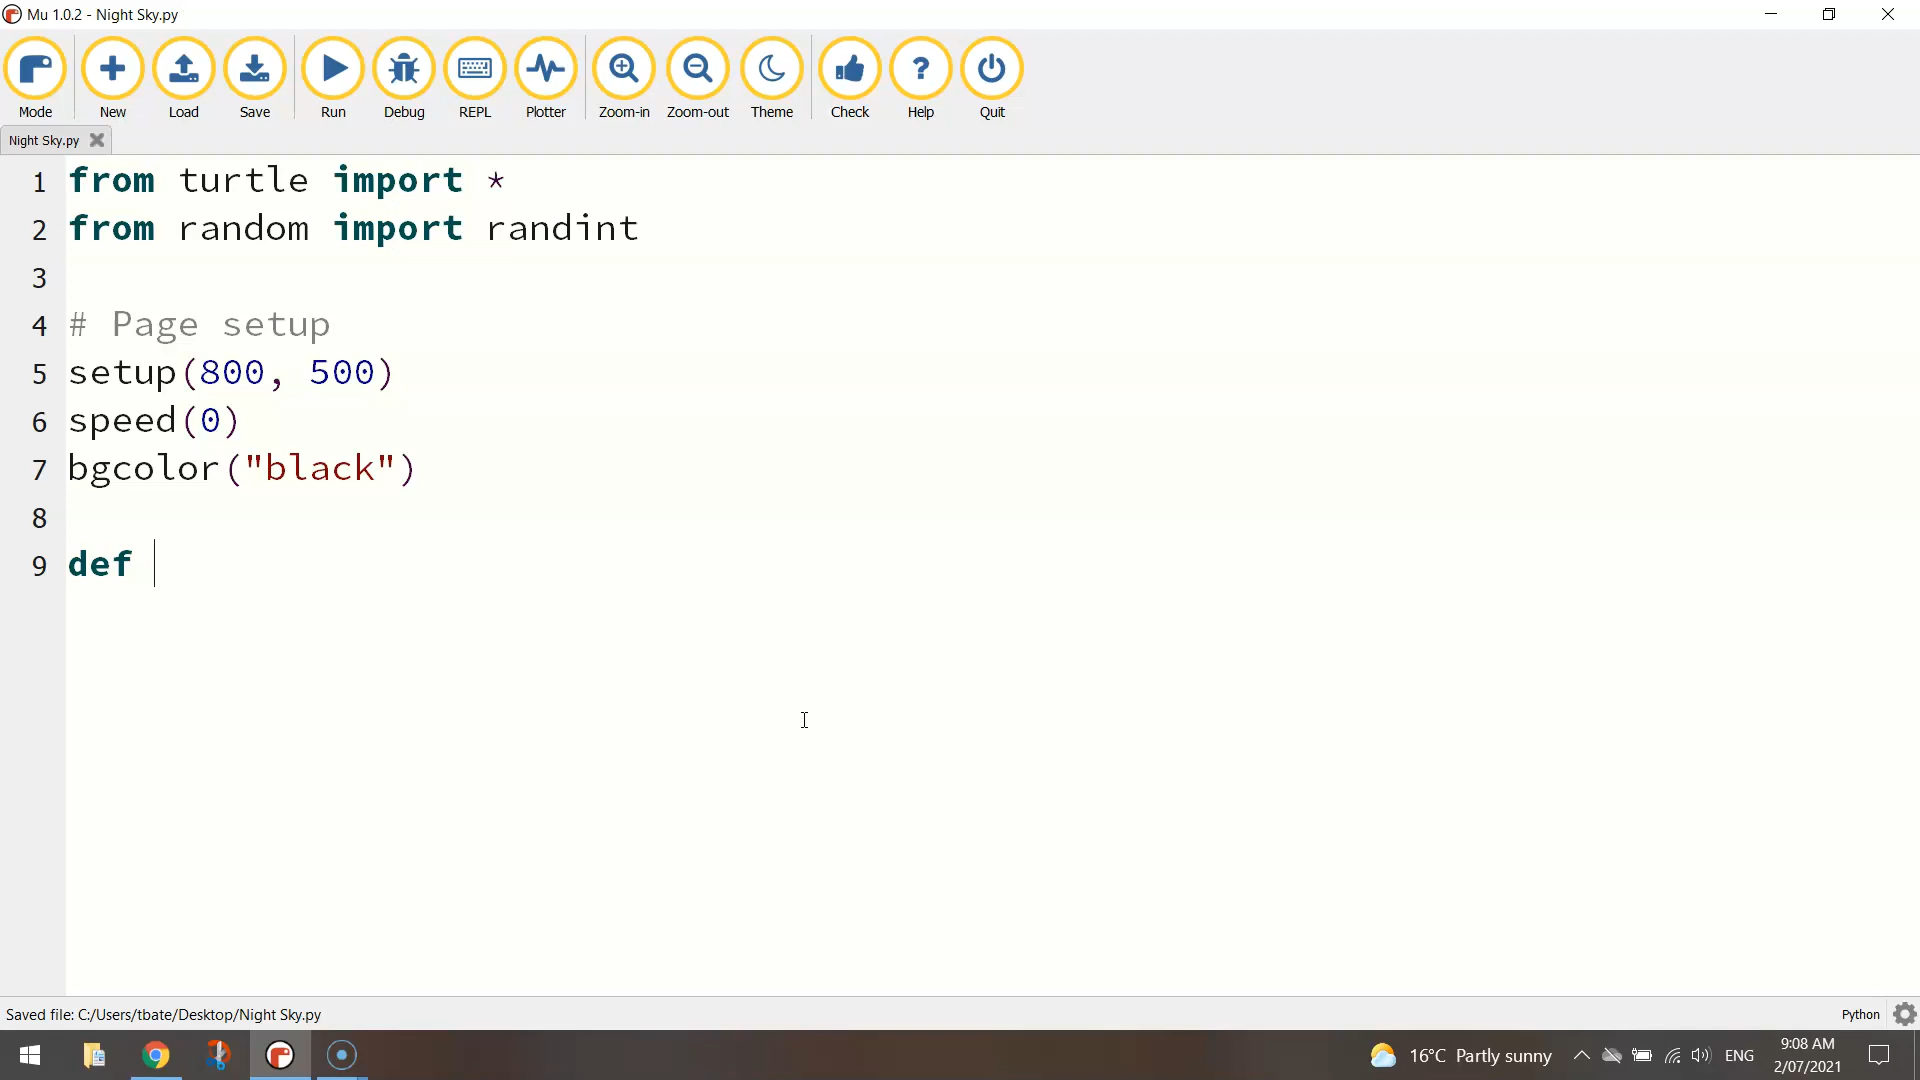 Mu 1.0.2 - Night Sky.py
Mode New Load Save Run Debug REPL Plotter Zoom-in Zoom-out Theme Check Help Quit
Night Sky.py
1 from turtle import *
2 from random import randint
3
4 # Page setup
5 setup(800, 500)
6 speed(0)
7 bgcolor("black")
8
9 def
Saved file: C:/Users/tbate/Desktop/Night Sky.py
Python
16°C Partly sunny ENG 9:08 AM
2/07/2021